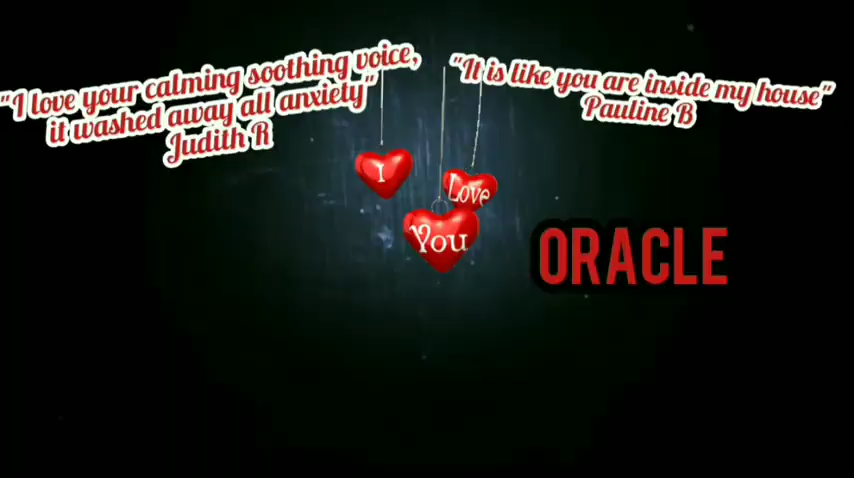 "I love your calming soothing voice,
it washed away all anxiety"
Judith R
"It is like you are inside my house"
Pauline B
I
Love
You
ORACLE